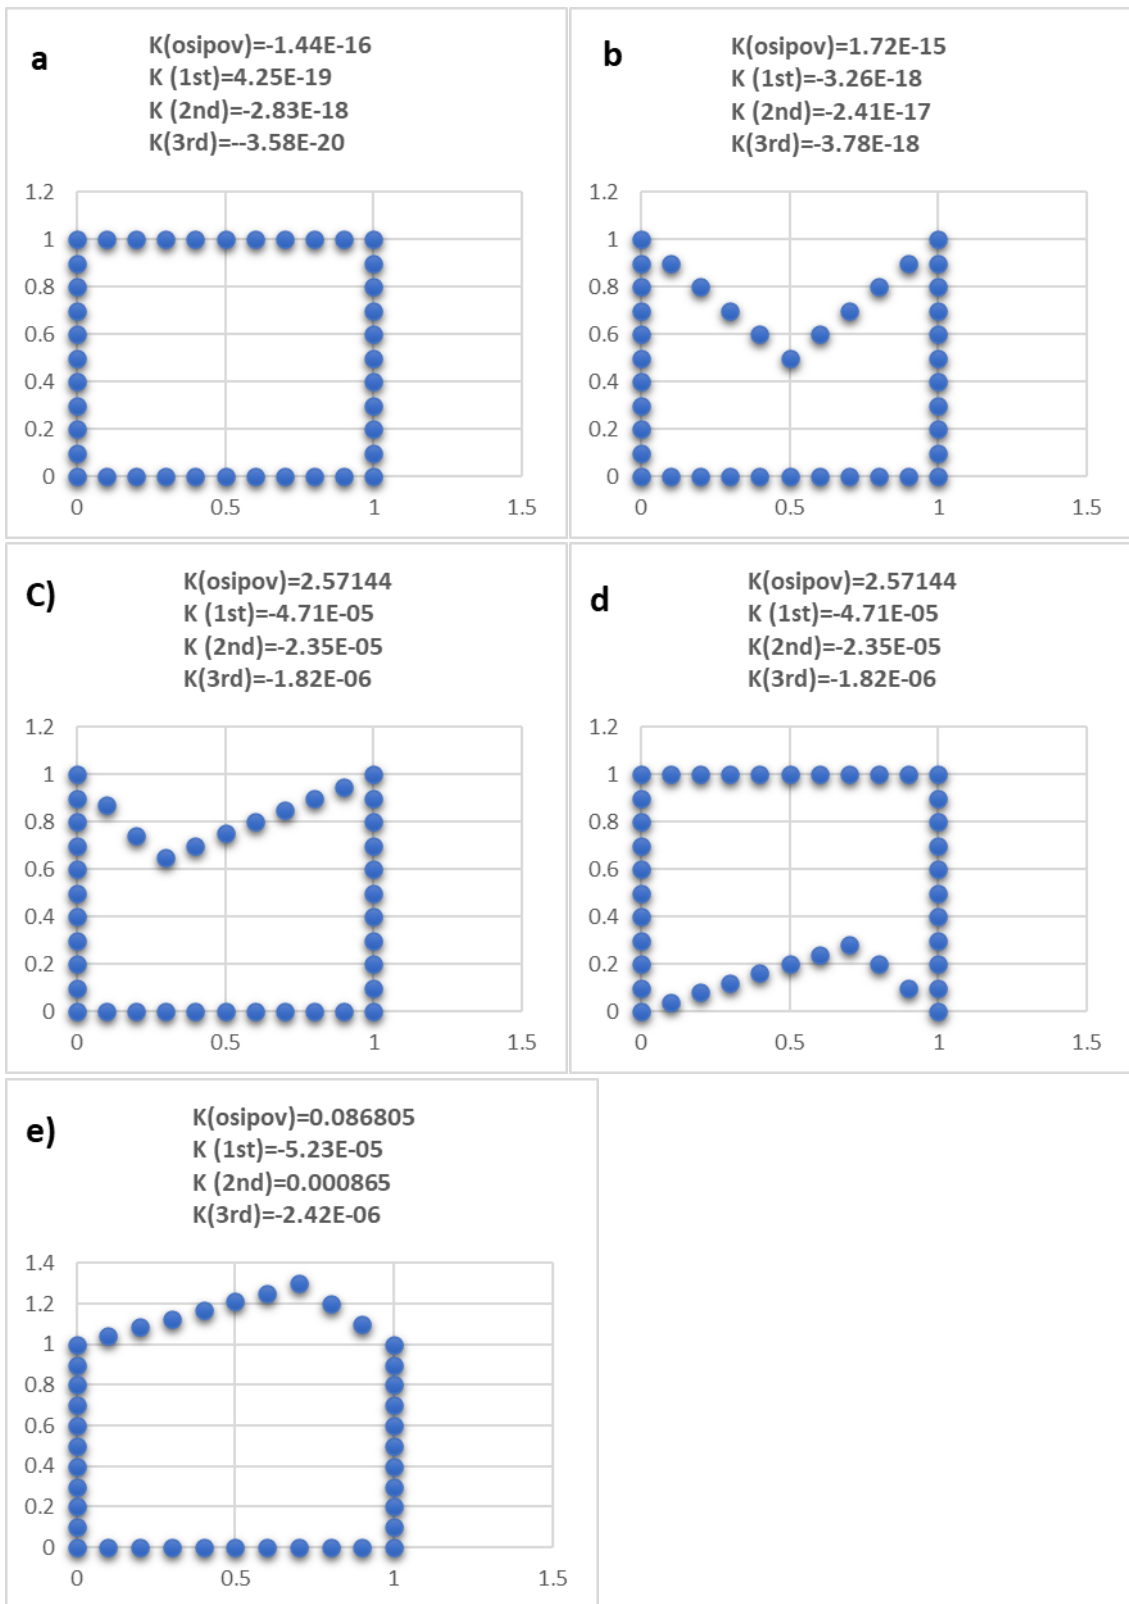 a
K(osipov)=-1.44E-16
K (1st)=4.25E-19
K (2nd)=-2.83E-18
K(3rd)=--3.58E-20
1.2
1
0.8
0.6
0.4
0.2
0
0 0.5 1 1.5
b
K(osipov)=1.72E-15
K (1st)=-3.26E-18
K (2nd)=-2.41E-17
K(3rd)=-3.78E-18
1.2
1
0.8
0.6
0.4
0.2
0
0 0.5 1 1.5
C)
K(osipov)=2.57144
K (1st)=-4.71E-05
K (2nd)=-2.35E-05
K(3rd)=-1.82E-06
1.2
1
0.8
0.6
0.4
0.2
0
0 0.5 1 1.5
d
K(osipov)=2.57144
K (1st)=-4.71E-05
K(2nd)=-2.35E-05
K(3rd)=-1.82E-06
1.2
1
0.8
0.6
0.4
0.2
0
0 0.5 1 1.5
e)
K(osipov)=0.086805
K (1st)=-5.23E-05
K (2nd)=0.000865
K(3rd)=-2.42E-06
1.4
1.2
1
0.8
0.6
0.4
0.2
0
0 0.5 1 1.5